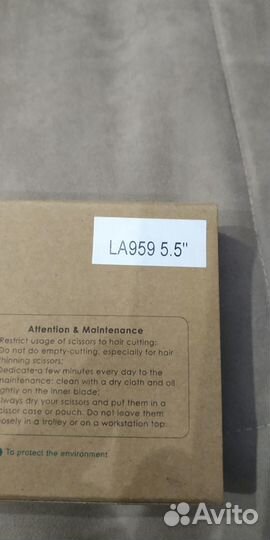 LA959 5.5"
Attention & Maintenance
Restrict usage of scissors to hair cutting;
Do not do empty-cutting, especially for hair
thinning scissors;
Dedicate a few minutes every day to the
maintenance: clean with a dry cloth and oil
lightly on the inner blade;
Always dry your scissors and put them in a
scissor case or pouch. Do not leave them
loosely in a trolley or on a workstation top.
To protect the environment
Avito